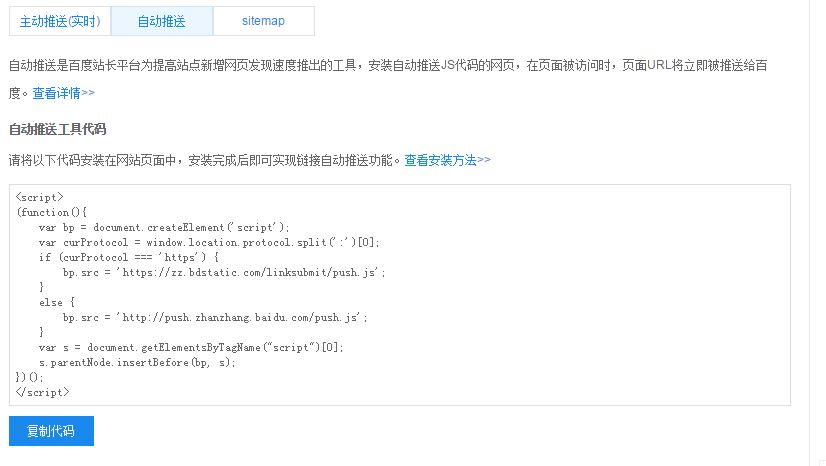 主动推送(实时) 自动推送 sitemap
自动推送是百度站长平台为提高站点新增网页发现速度推出的工具，安装自动推送JS代码的网页，在页面被访问时，页面URL将立即被推送给百
度。查看详情>>
自动推送工具代码
请将以下代码安装在网站页面中，安装完成后即可实现链接自动推送功能。查看安装方法>>
<script>
(function(){
    var bp = document.createElement('script');
    var curProtocol = window.location.protocol.split(':')[0];
    if (curProtocol === 'https') {
        bp.src = 'https://zz.bdstatic.com/linksubmit/push.js';
    }
    else {
        bp.src = 'http://push.zhanzhang.baidu.com/push.js';
    }
    var s = document.getElementsByTagName("script")[0];
    s.parentNode.insertBefore(bp, s);
})();
</script>
复制代码